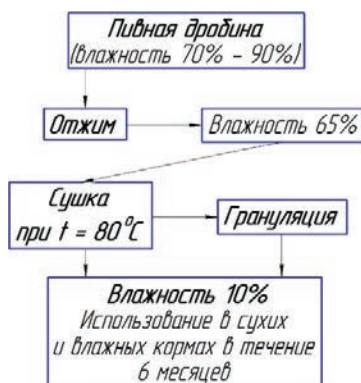 Пивная дробина
(влажность 70% - 90%)
Отжим
Влажность 65%
Сушка
при t = 80⁰C
Грануляция
Влажность 10%
Использование в сухих
и влажных кормах в течение
6 месяцев